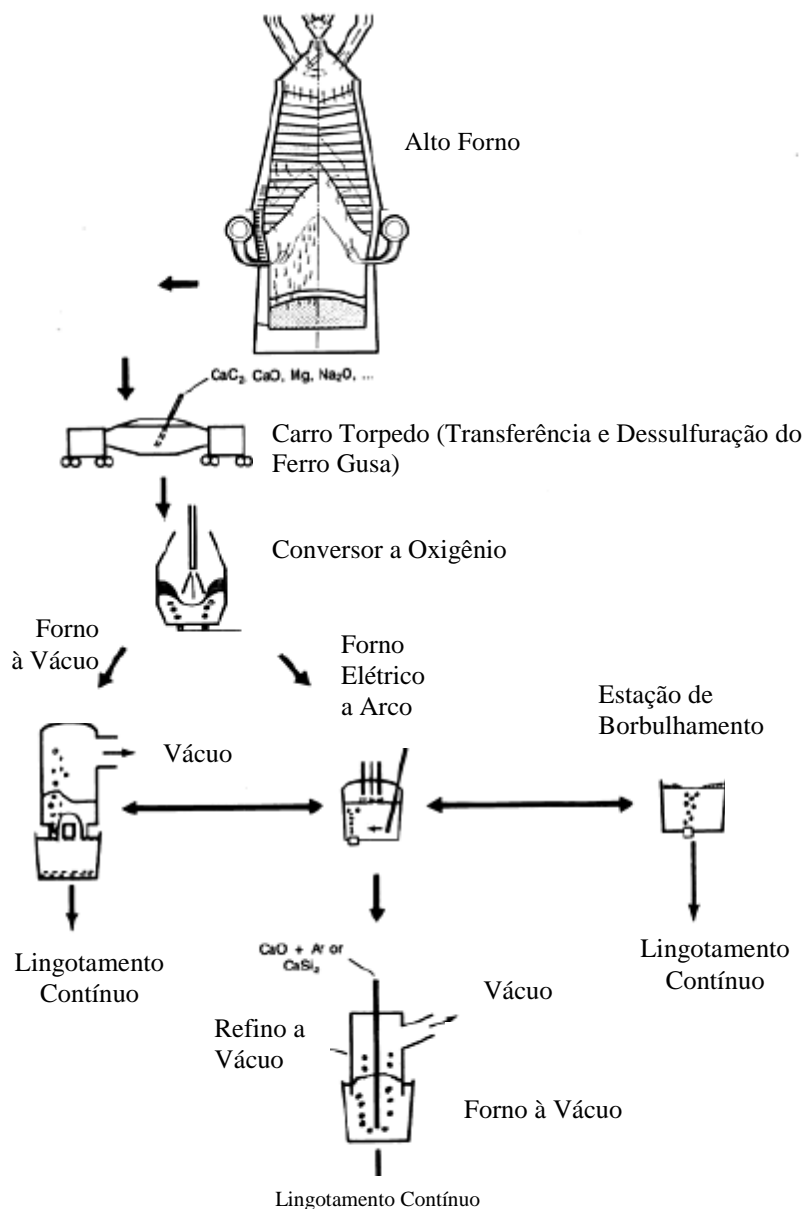 Alto Forno
CaC₂, CaO, Mg, Na₂O, ...
Carro Torpedo (Transferência e Dessulfuração do
Ferro Gusa)
Conversor a Oxigênio
Forno
à Vácuo
Forno
Elétrico
a Arco
Estação de
Borbulhamento
Vácuo
Lingotamento
Contínuo
CaO + Ar or
CaSi₂
Lingotamento
Contínuo
Vácuo
Refino a
Vácuo
Forno à Vácuo
Lingotamento Contínuo